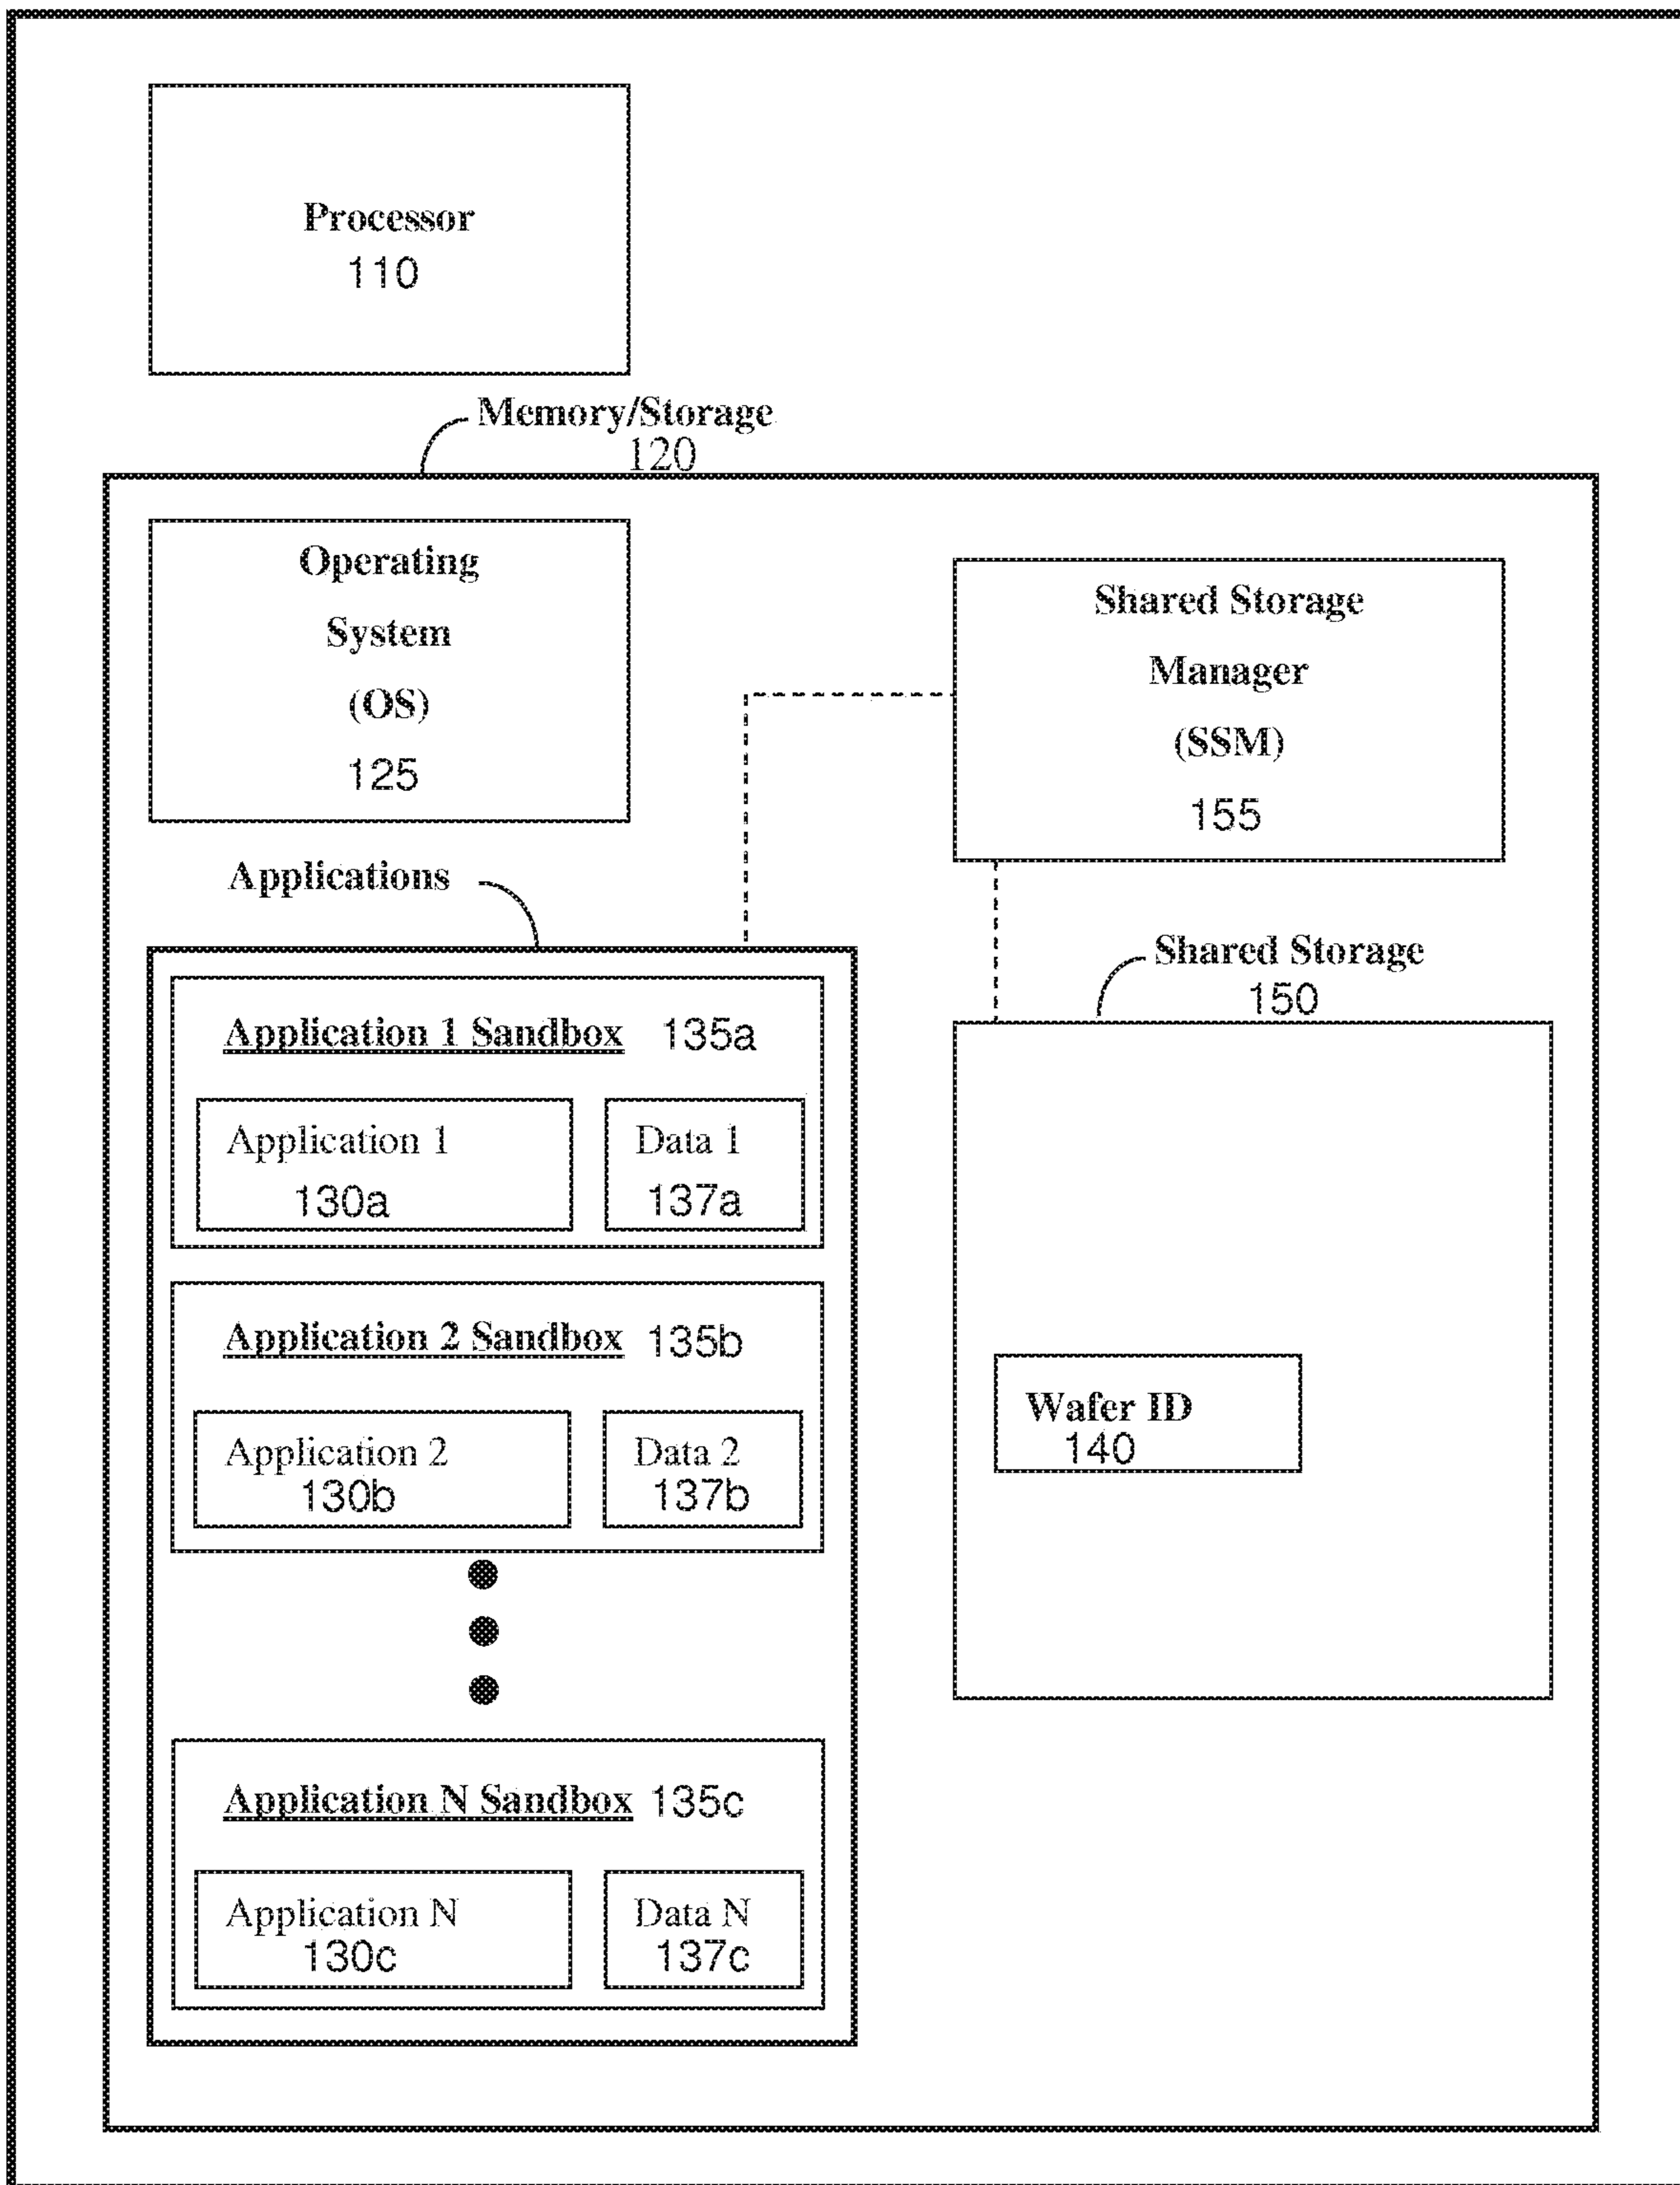 Processor
110
Memory/Storage
120
Operating
System
(OS)
125
Shared Storage
Manager
(SSM)
155
Applications
Shared Storage
150
Application 1 Sandbox 135a
Application 1
130a
Data 1
137a
Application 2 Sandbox 135b
Application 2
130b
Data 2
137b
Wafer ID
140
Application N Sandbox 135c
Application N
130c
Data N
137c